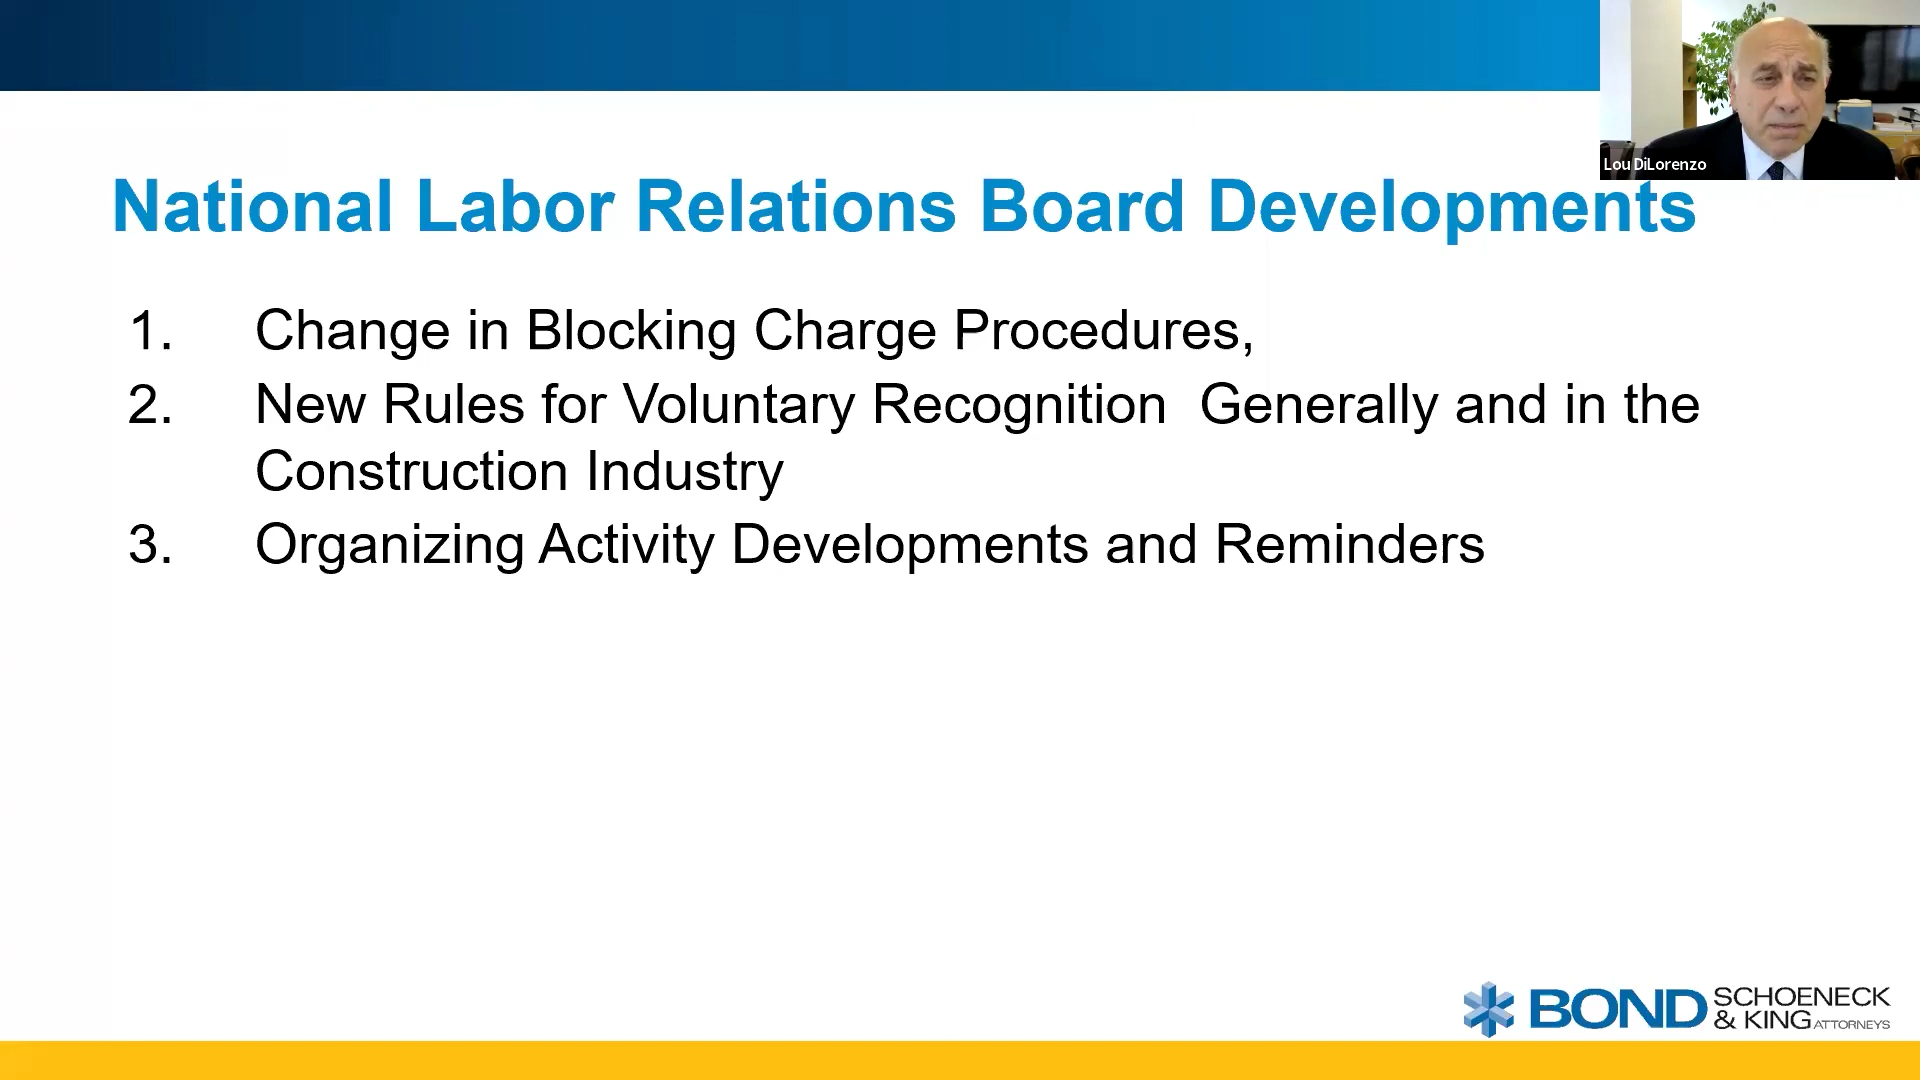 Lou DiLorenzo
National Labor Relations Board Developments
1. Change in Blocking Charge Procedures,
2. New Rules for Voluntary Recognition  Generally and in the
Construction Industry
3. Organizing Activity Developments and Reminders
BOND SCHOENECK
& KING ATTORNEYS